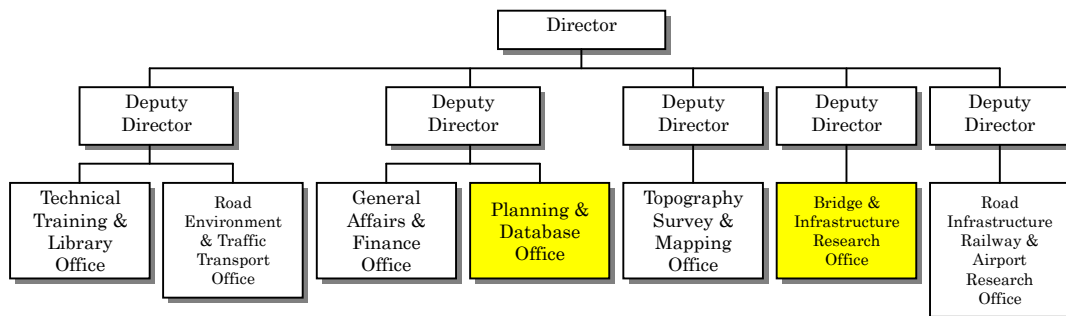 Director
Deputy
Director
Deputy
Director
Deputy
Director
Deputy
Director
Deputy
Director
Technical
Training &
Library
Office
Road
Environment
& Traffic
Transport
Office
General
Affairs &
Finance
Office
Planning &
Database
Office
Topography
Survey &
Mapping
Office
Bridge &
Infrastructure
Research
Office
Road
Infrastructure
Railway &
Airport
Research
Office